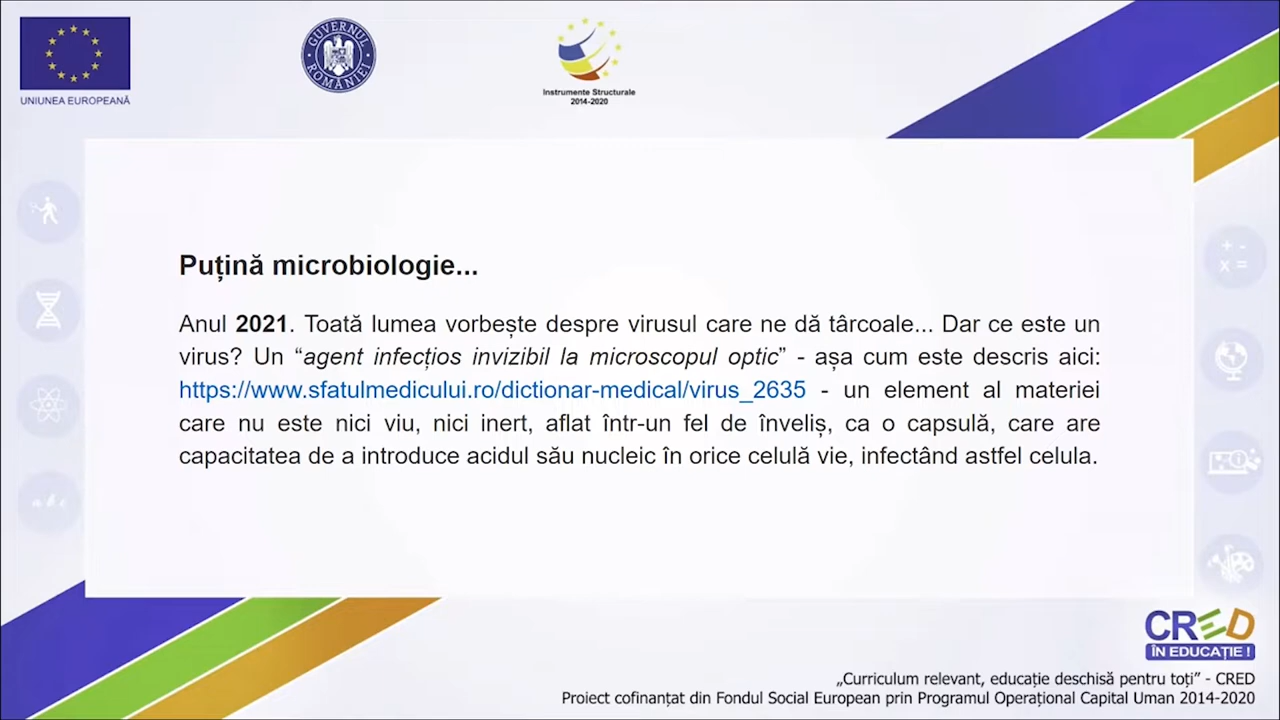 UNIUNEA EUROPEANĂ
GUVERNUL ROMÂNIEI
Instrumente Structurale
2014-2020
Puțină microbiologie...
Anul 2021. Toată lumea vorbește despre virusul care ne dă târcoale... Dar ce este un
virus? Un “agent infecțios invizibil la microscopul optic” - așa cum este descris aici:
https://www.sfatulmedicului.ro/dictionar-medical/virus_2635 - un element al materiei
care nu este nici viu, nici inert, aflat într-un fel de înveliș, ca o capsulă, care are
capacitatea de a introduce acidul său nucleic în orice celulă vie, infectând astfel celula.
+ -
x =
abc
CRED
ÎN EDUCAȚIE !
„Curriculum relevant, educație deschisă pentru toți” - CRED
Proiect cofinanțat din Fondul Social European prin Programul Operațional Capital Uman 2014-2020